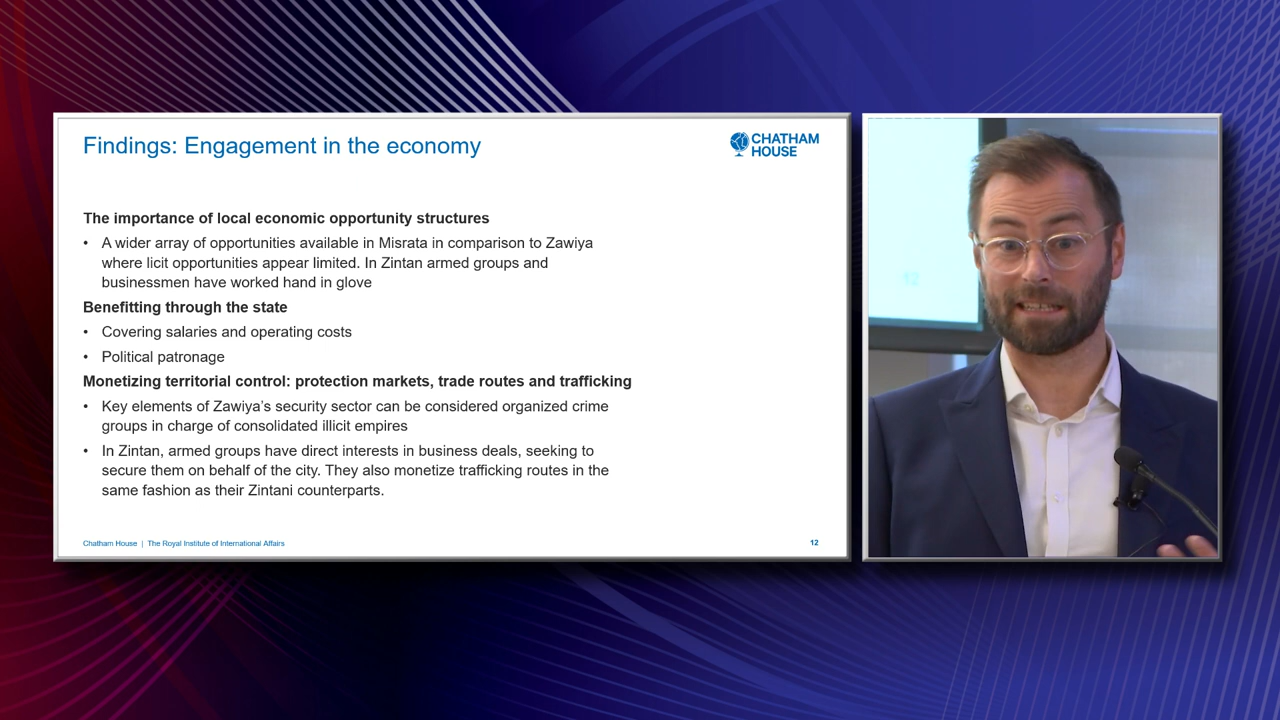 Findings: Engagement in the economy
CHATHAM
HOUSE
The importance of local economic opportunity structures
• A wider array of opportunities available in Misrata in comparison to Zawiya
where licit opportunities appear limited. In Zintan armed groups and
businessmen have worked hand in glove
Benefitting through the state
• Covering salaries and operating costs
• Political patronage
Monetizing territorial control: protection markets, trade routes and trafficking
• Key elements of Zawiya’s security sector can be considered organized crime
groups in charge of consolidated illicit empires
• In Zintan, armed groups have direct interests in business deals, seeking to
secure them on behalf of the city. They also monetize trafficking routes in the
same fashion as their Zintani counterparts.
Chatham House | The Royal Institute of International Affairs
12
12